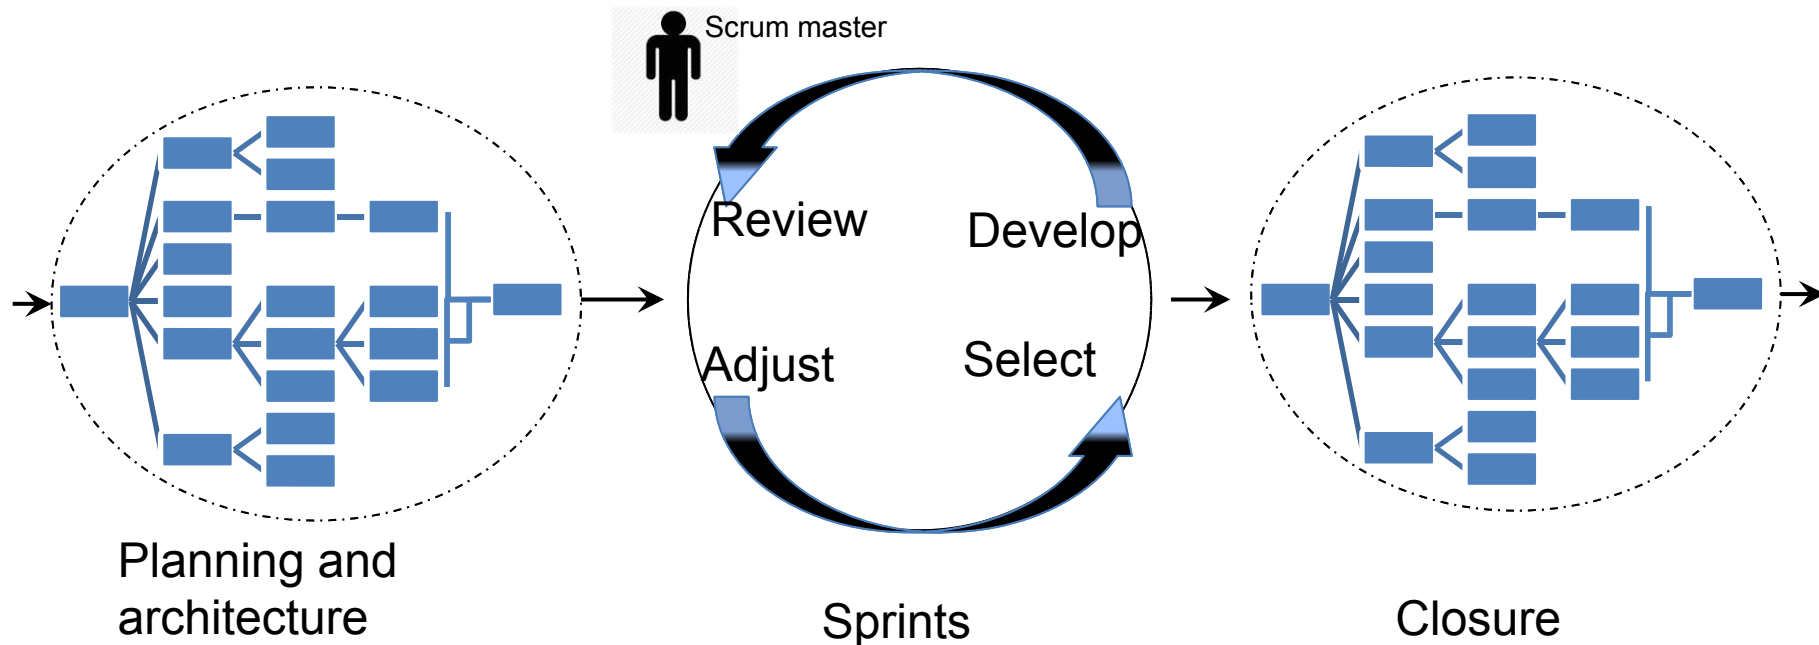 Scrum master
Review
Develop
Adjust
Select
Planning and
architecture
Sprints
Closure